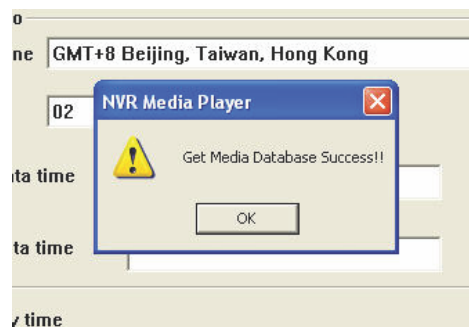 o
ne GMT+8 Beijing, Taiwan, Hong Kong
02
NVR Media Player
Get Media Database Success!!
ata time
OK
ta time
y time